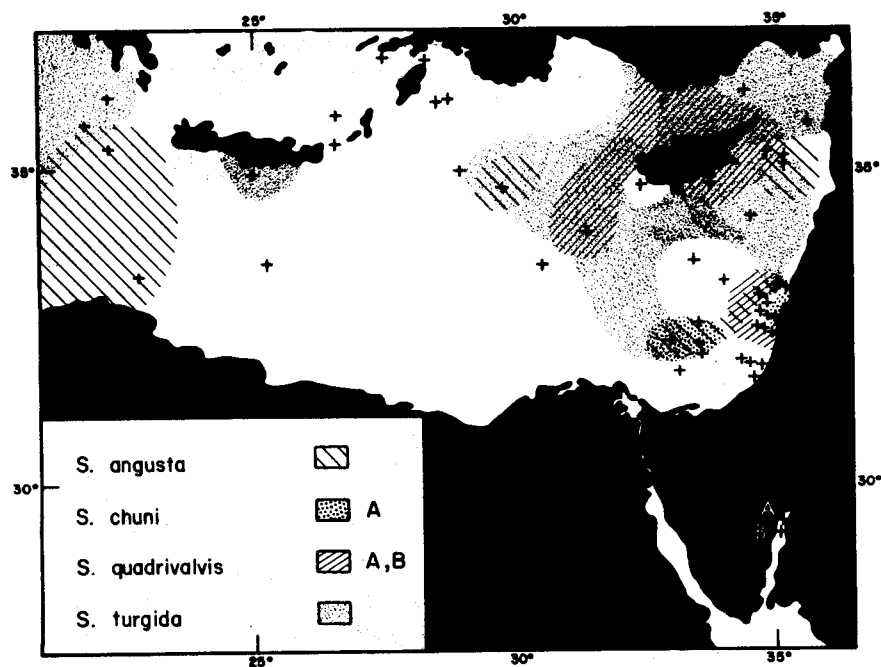 25° 30° 35°
35° 35°
S. angusta
S. chuni A
S. quadrivalvis A,B
S. turgida
30° 30°
A
B
25° 30° 35°